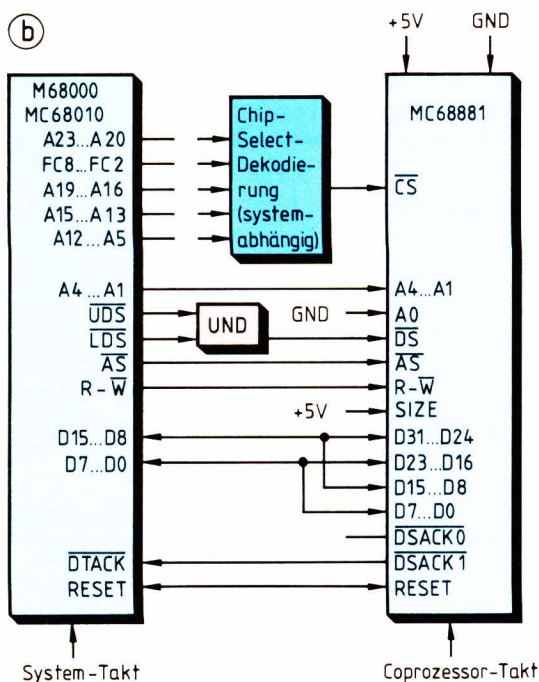 b
+5V GND
M68000
MC68010
A23...A20
FC8...FC2
A19...A16
A15...A13
A12...A5
A4...A1
UDS
LDS
AS
R-W
D15...D8
D7...D0
DTACK
RESET
System-Takt
Chip-
Select-
Dekodie-
rung
(system-
abhängig)
UND
GND
+5V
MC68881
CS
A4...A1
A0
DS
AS
R-W
SIZE
D31...D24
D23...D16
D15...D8
D7...D0
DSACK0
DSACK1
RESET
Coprozessor-Takt